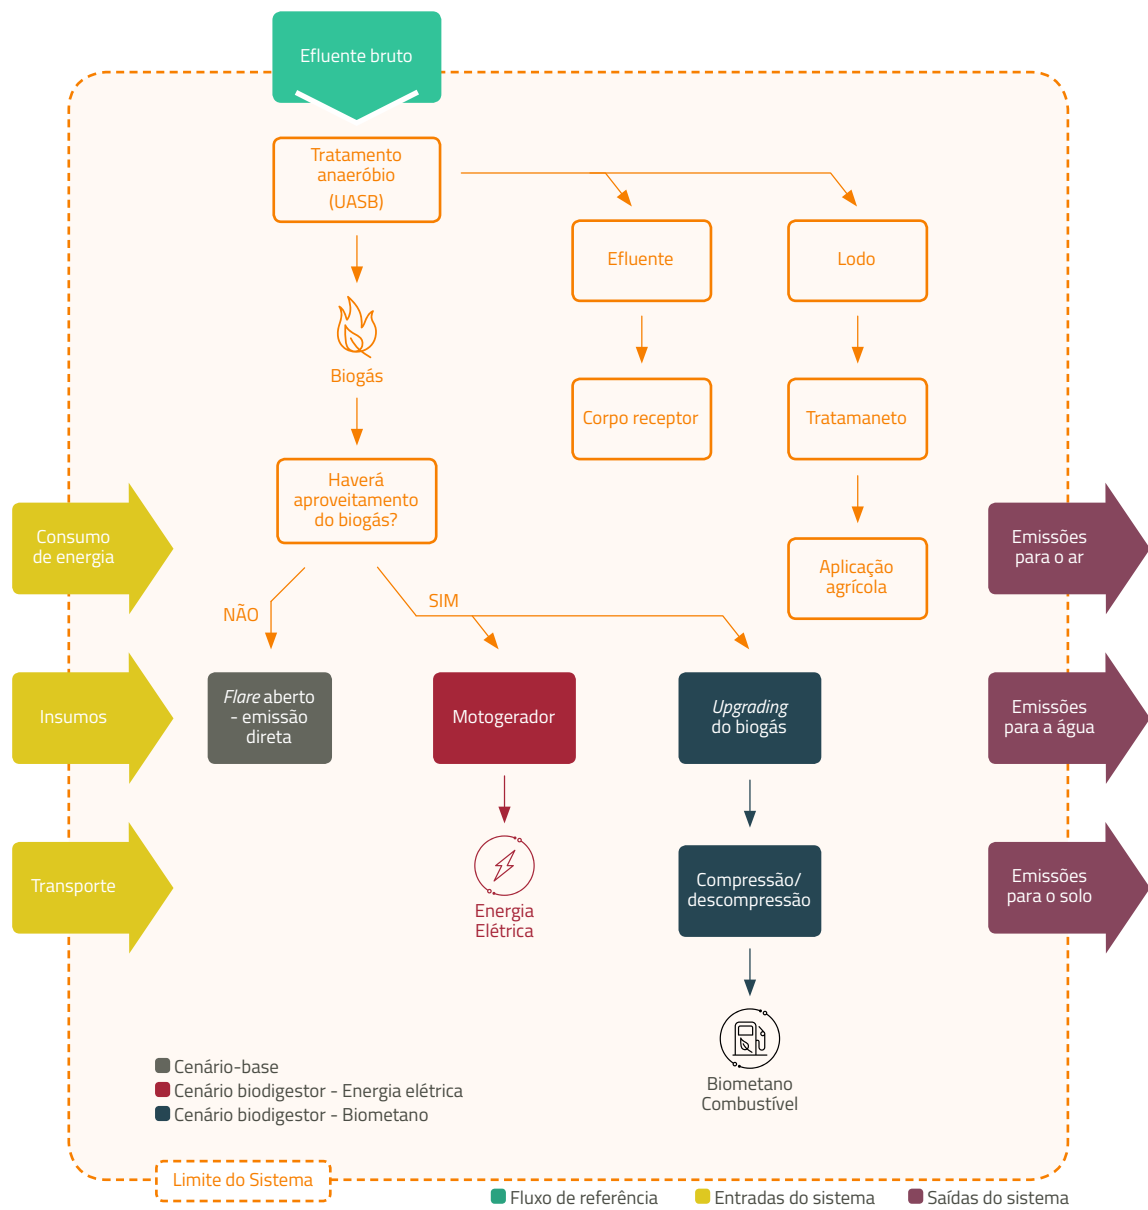 Efluente bruto
Tratamento
anaeróbio
(UASB)
Efluente
Lodo
Biogás
Corpo receptor
Tratamaneto
Haverá
aproveitamento
do biogás?
Consumo
de energia
Emissões
para o ar
Aplicação
agrícola
NÃO
SIM
Insumos
Flare aberto
- emissão
direta
Motogerador
Upgrading
do biogás
Emissões
para a água
Transporte
Energia
Elétrica
Compressão/
descompressão
Emissões
para o solo
Biometano
Combustível
Cenário-base
Cenário biodigestor - Energia elétrica
Cenário biodigestor - Biometano
Limite do Sistema
Fluxo de referência
Entradas do sistema
Saídas do sistema